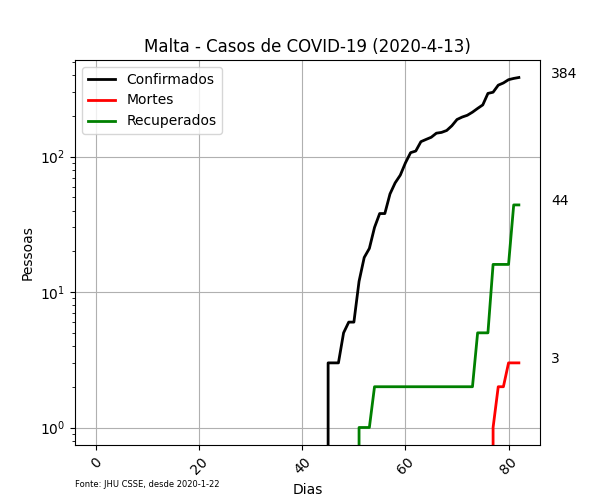 Malta - Casos de COVID-19 (2020-4-13)
Confirmados
Mortes
Recuperados
384
44
3
10²
10¹
10⁰
Pessoas
0
20
40
60
80
Dias
Fonte: JHU CSSE, desde 2020-1-22